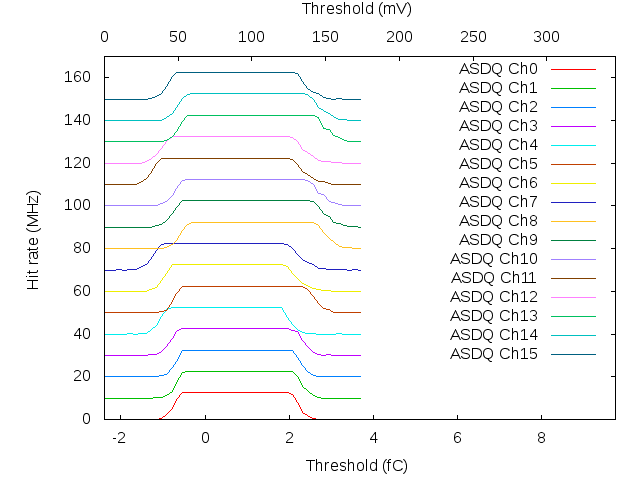 Threshold (mV)
0 50 100 150 200 250 300
160
140
120
100
80
60
40
20
0
Hit rate (MHz)
ASDQ Ch0
ASDQ Ch1
ASDQ Ch2
ASDQ Ch3
ASDQ Ch4
ASDQ Ch5
ASDQ Ch6
ASDQ Ch7
ASDQ Ch8
ASDQ Ch9
ASDQ Ch10
ASDQ Ch11
ASDQ Ch12
ASDQ Ch13
ASDQ Ch14
ASDQ Ch15
-2 0 2 4 6 8
Threshold (fC)